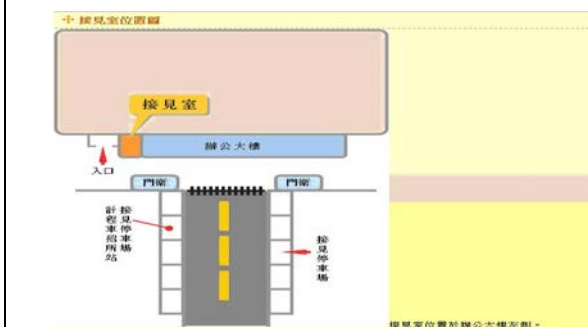 接見室位置圖
接見室
辦公大樓
入口
門衛
門衛
接見停車場
計程車招呼站
接見停車場
接見室位置於辦公大樓左側。